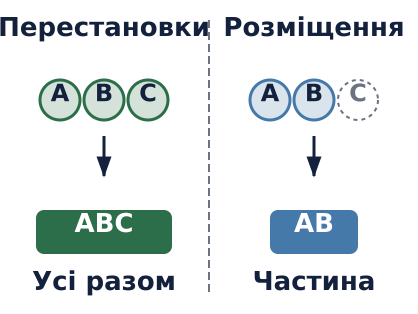 Перестановки
A B C
ABC
Усі разом
Розміщення
A B C
AB
Частина